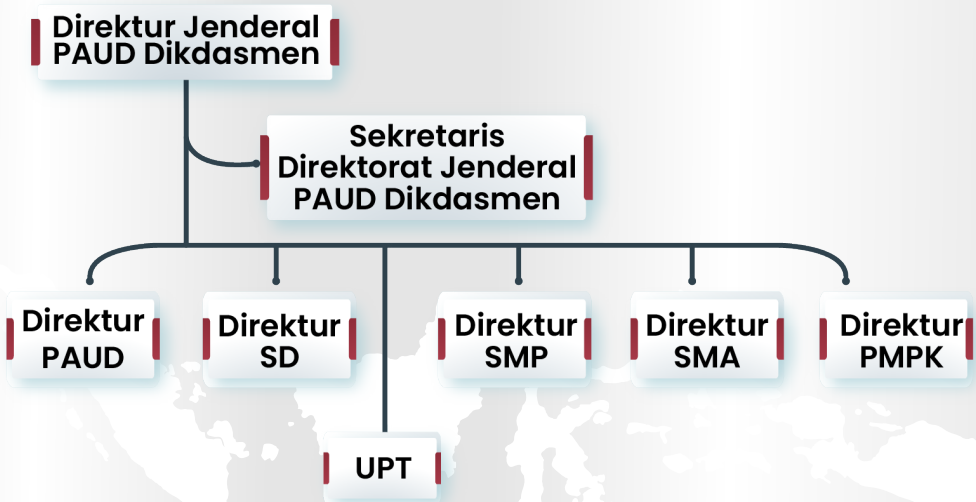 Direktur Jenderal
PAUD Dikdasmen
Sekretaris
Direktorat Jenderal
PAUD Dikdasmen
Direktur
PAUD
Direktur
SD
Direktur
SMP
Direktur
SMA
Direktur
PMPK
UPT